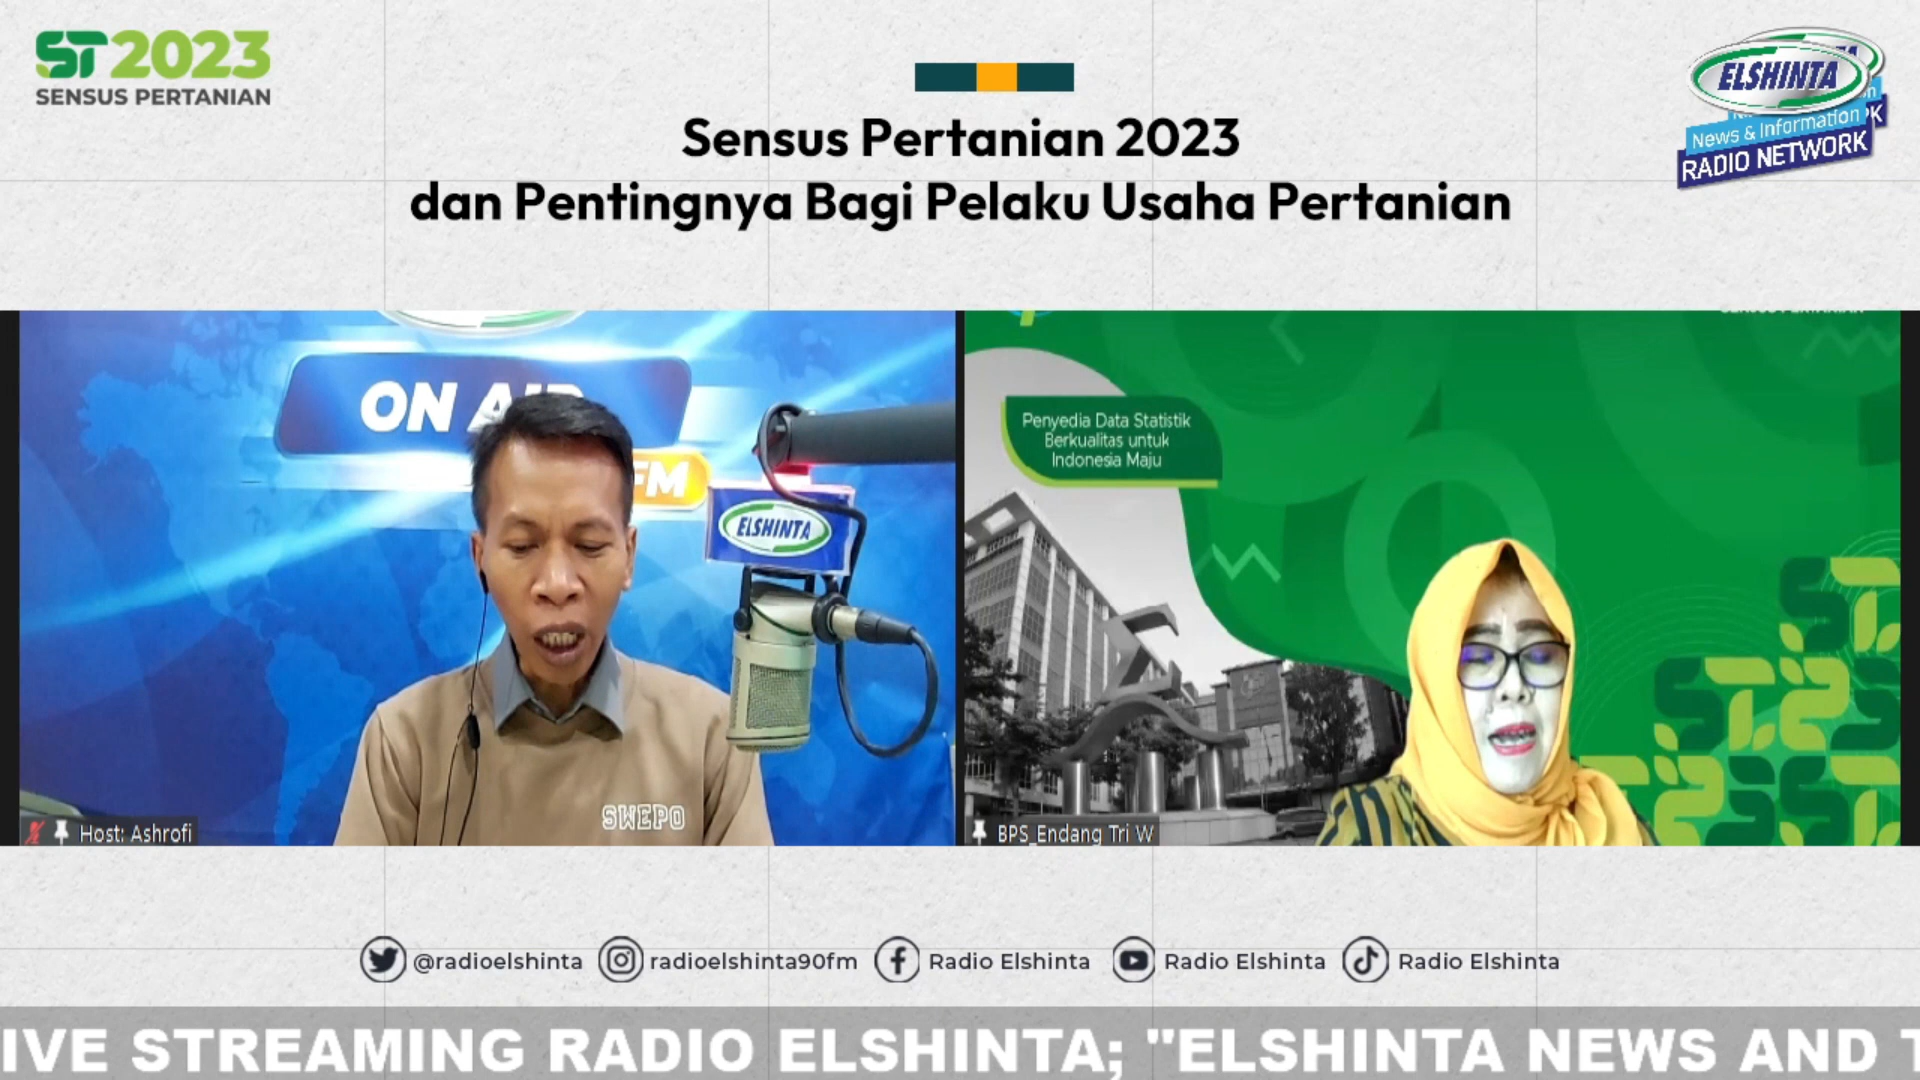 ST2023
SENSUS PERTANIAN
Sensus Pertanian 2023
dan Pentingnya Bagi Pelaku Usaha Pertanian
ELSHINTA
News & Information
RADIO NETWORK
ON AIR
FM
ELSHINTA
SWEPO
Host: Ashrofi
Penyedia Data Statistik
Berkualitas untuk
Indonesia Maju
BPS_Endang Tri W
@radioelshinta
radioelshinta90fm
Radio Elshinta
Radio Elshinta
Radio Elshinta
IVE STREAMING RADIO ELSHINTA; "ELSHINTA NEWS AND T